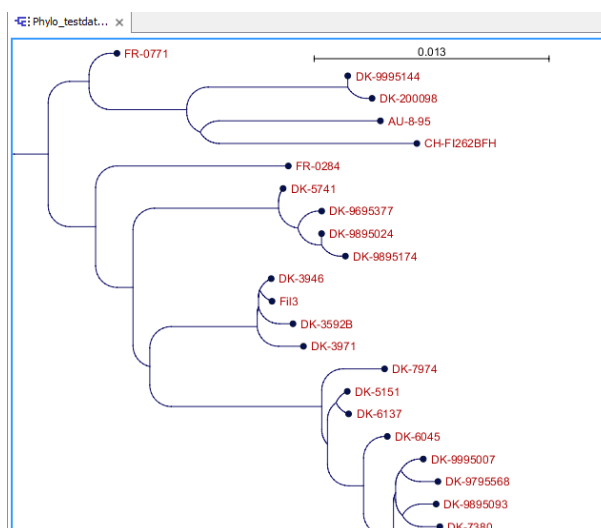 Phylo_testdat...
FR-0771
0.013
DK-9995144
DK-200098
AU-8-95
CH-FI262BFH
FR-0284
DK-5741
DK-9695377
DK-9895024
DK-9895174
DK-3946
Fil3
DK-3592B
DK-3971
DK-7974
DK-5151
DK-6137
DK-6045
DK-9995007
DK-9795568
DK-9895093
DK-7380